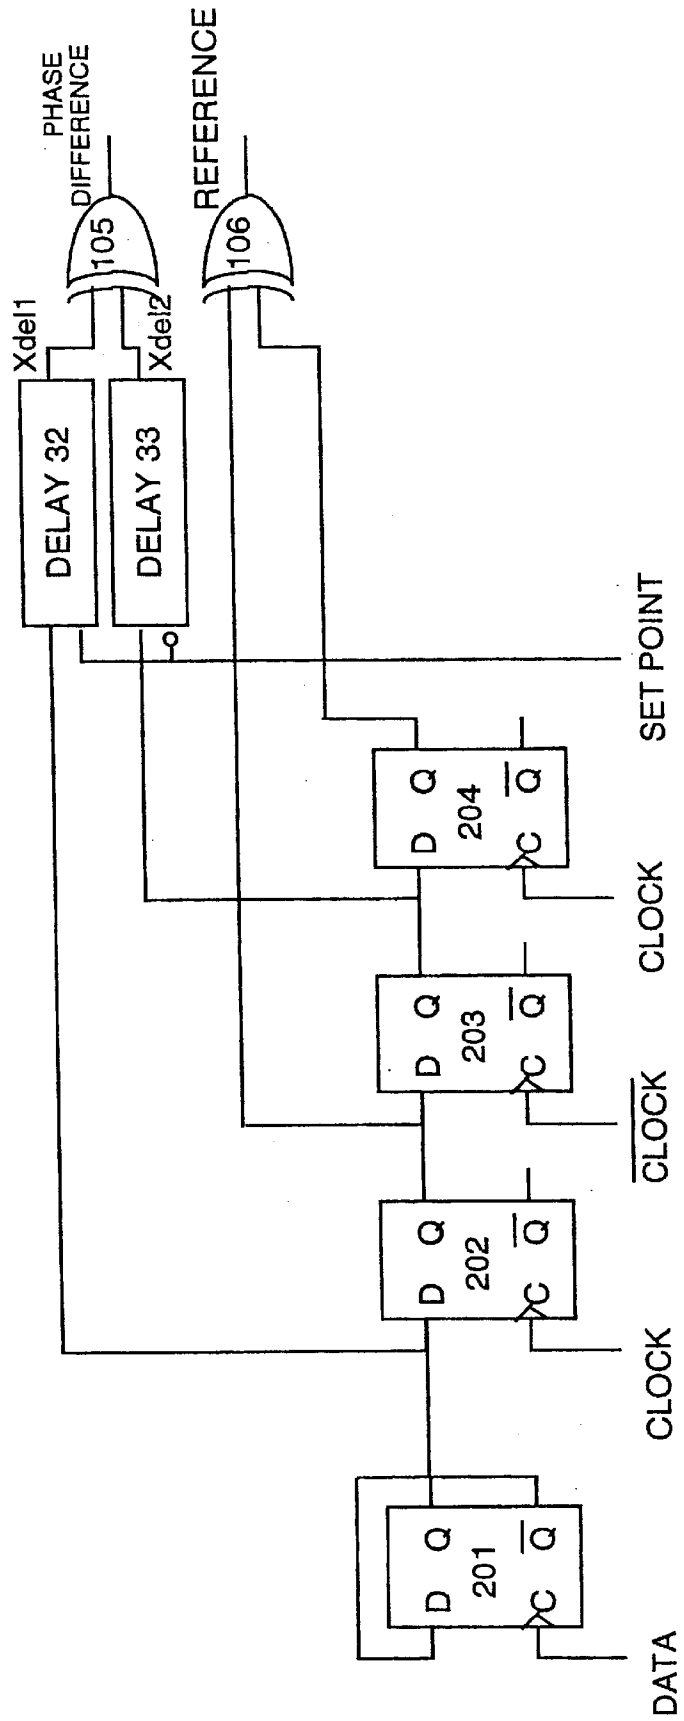 PHASE
DIFFERENCE
REFERENCE
105
106
Xdel1
Xdel2
DELAY 32
DELAY 33
SET POINT
D Q
204
C Q̅
CLOCK
D Q
203
C Q̅
C̅L̅O̅C̅K̅
D Q
202
C Q̅
CLOCK
D Q
201
C Q̅
DATA